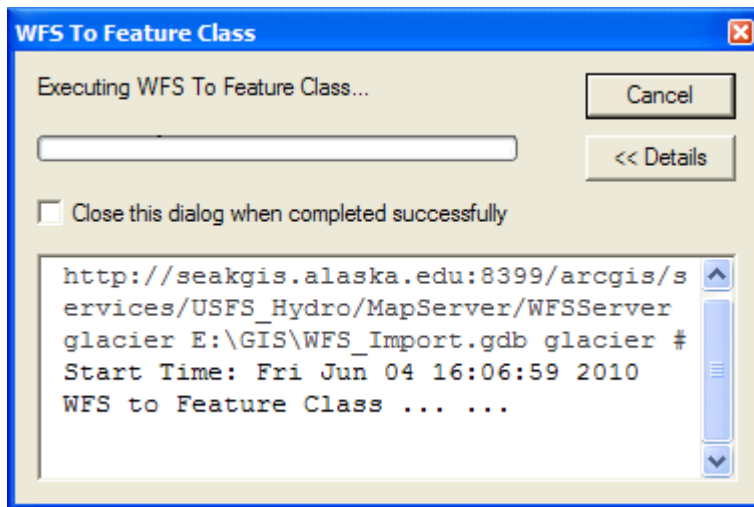 WFS To Feature Class
Executing WFS To Feature Class...
Cancel
<< Details
Close this dialog when completed successfully
http://seakgis.alaska.edu:8399/arcgis/s
ervices/USFS_Hydro/MapServer/WFSServer
glacier E:\GIS\WFS_Import.gdb glacier #
Start Time: Fri Jun 04 16:06:59 2010
WFS to Feature Class ... ...